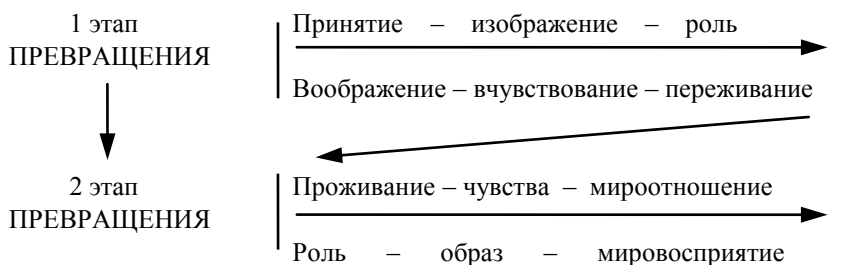 1 этап
ПРЕВРАЩЕНИЯ
Принятие – изображение – роль
Воображение – вчувствование – переживание
2 этап
ПРЕВРАЩЕНИЯ
Проживание – чувства – мироотношение
Роль – образ – мировосприятие